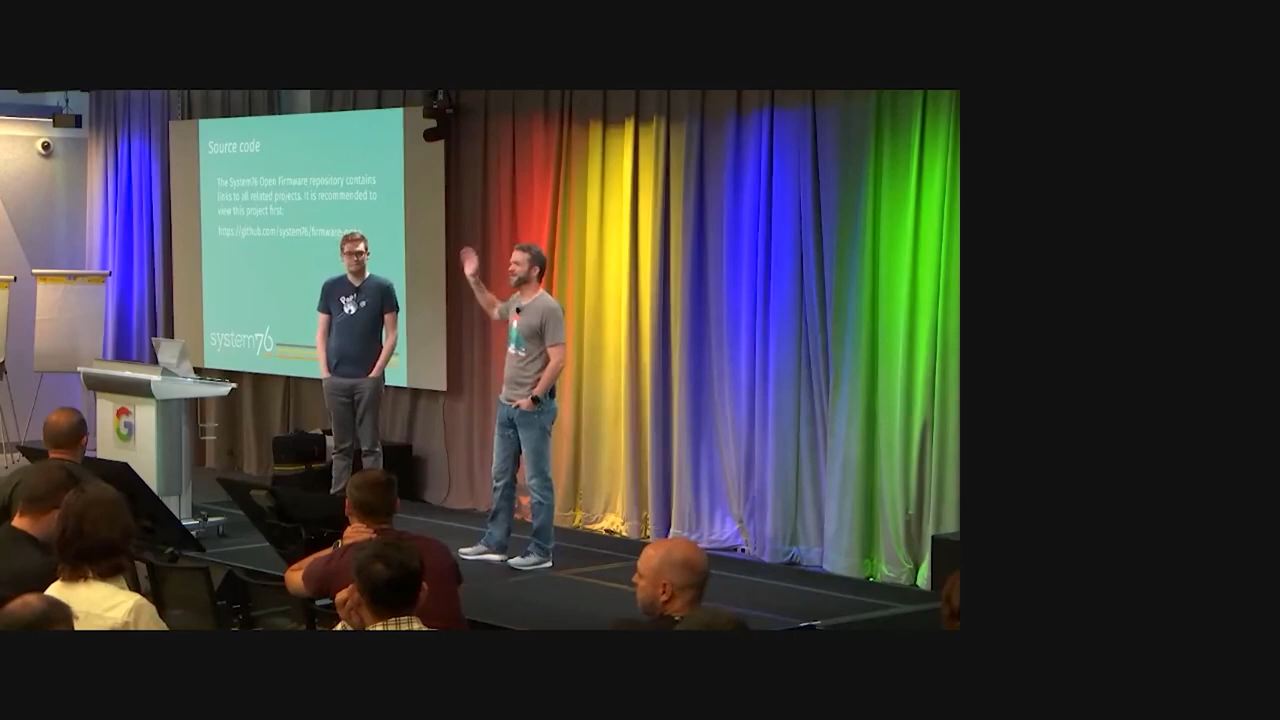 Source code
The System76 Open Firmware repository contains
links to all related projects. It is recommended to
view this project first:
https://github.com/system76/firmware-open
system76
G